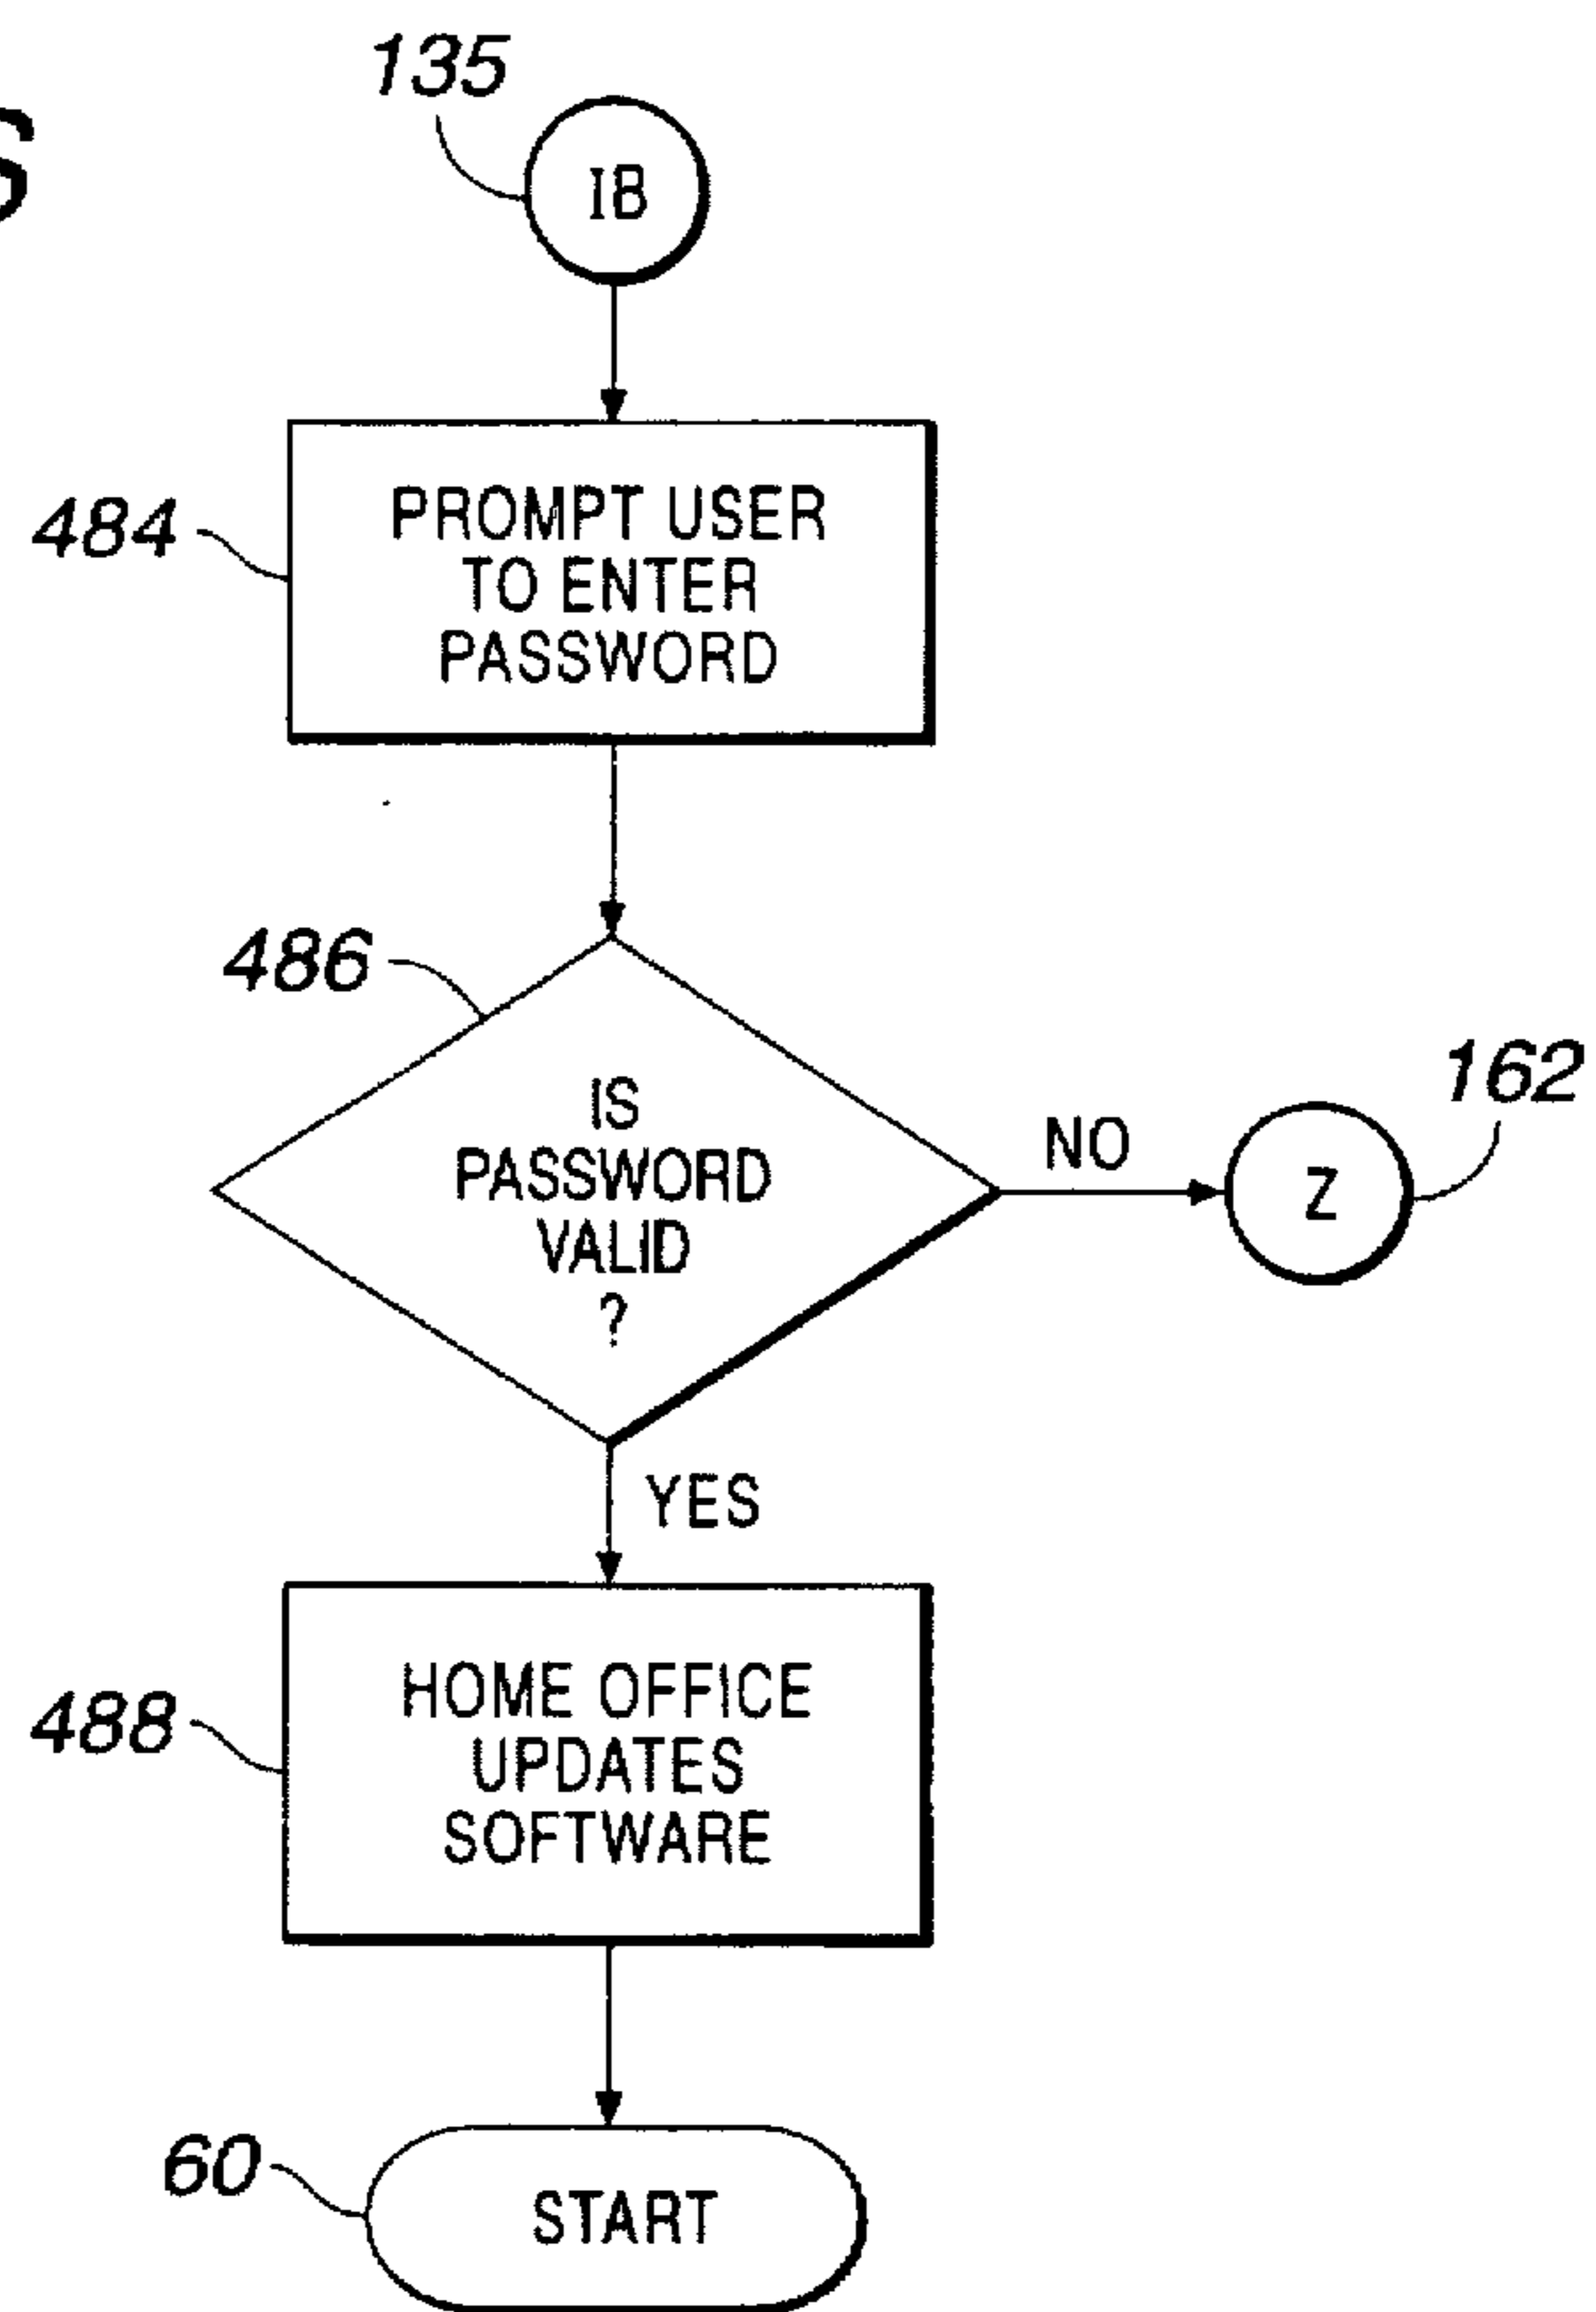 135
IB
484
PROMPT USER
TO ENTER
PASSWORD
486
IS
PASSWORD
VALID
?
NO
162
Z
YES
488
HOME OFFICE
UPDATES
SOFTWARE
60
START